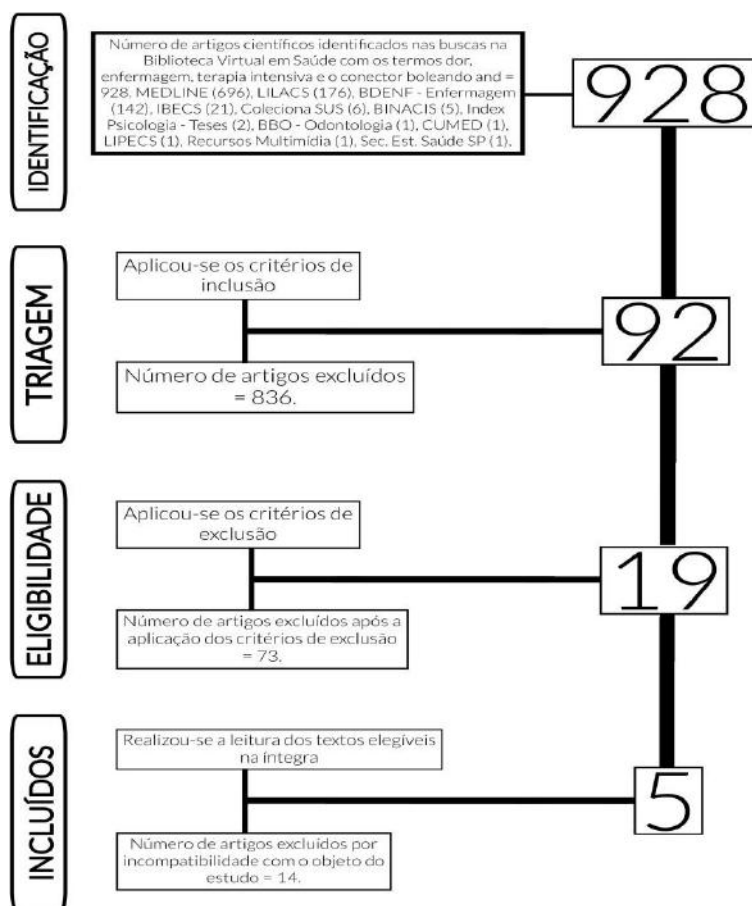 IDENTIFICAÇÃO
Número de artigos científicos identificados nas buscas na
Biblioteca Virtual em Saúde com os termos dor,
enfermagem, terapia intensiva e o conector boleando and =
928, MEDLINE (696), LILACS (176), BDENF - Enfermagem
(142), IBECS (21), Coleciona SUS (6), BINACIS (5), Index
Psicologia - Teses (2), BBO - Odontologia (1), CUMED (1),
LIPECS (1), Recursos Multimídia (1), Sec. Est. Saúde SP (1).
928
TRIAGEM
Aplicou-se os critérios de
inclusão
92
Número de artigos excluídos
= 836.
ELIGIBILIDADE
Aplicou-se os critérios de
exclusão
19
Número de artigos excluídos após a
aplicação dos critérios de exclusão
= 73.
INCLUÍDOS
Realizou-se a leitura dos textos elegíveis
na íntegra
5
Número de artigos excluídos por
incompatibilidade com o objeto do
estudo = 14.